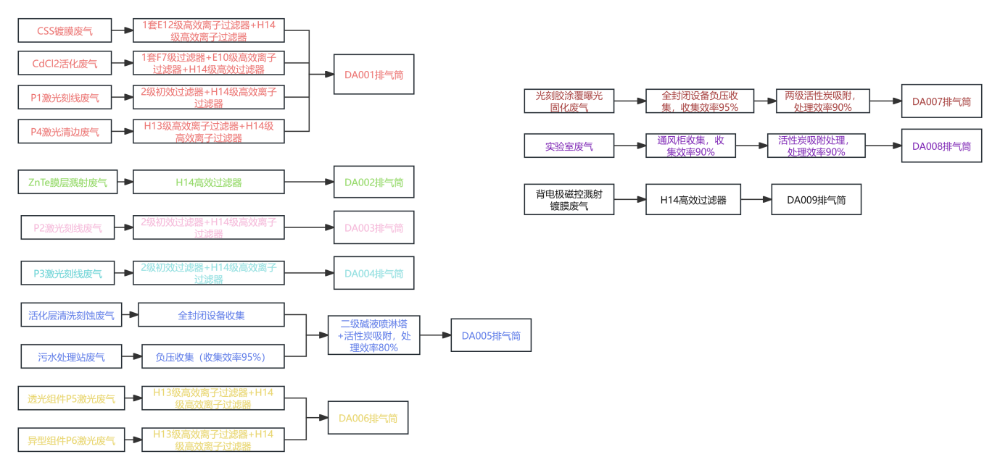 CSS镀膜废气
1套E12级高效离子过滤器+H14
级高效离子过滤器
CdCl2活化废气
1套F7级过滤器+E10级高效离子
过滤器+H14级高效过滤器
DA001排气筒
P1激光刻线废气
2级初效过滤器+H14级高效离子
过滤器
P4激光清边废气
H13级高效离子过滤器+H14级
高效离子过滤器
ZnTe膜层溅射废气
H14高效过滤器
DA002排气筒
P2激光刻线废气
2级初效过滤器+H14级高效离子
过滤器
DA003排气筒
P3激光刻线废气
2级初效过滤器+H14级高效离子
过滤器
DA004排气筒
活化层清洗刻蚀废气
全封闭设备收集
污水处理站废气
负压收集（收集效率95%）
二级碱液喷淋塔
+活性炭吸附，处
理效率80%
DA005排气筒
透光组件P5激光废气
H13级高效离子过滤器+H14
级高效离子过滤器
异型组件P6激光废气
H13级高效离子过滤器+H14
级高效离子过滤器
DA006排气筒
光刻胶涂覆曝光
固化废气
全封闭设备负压收
集，收集效率95%
两级活性炭吸附，
处理效率90%
DA007排气筒
实验室废气
通风柜收集，收
集效率90%
活性炭吸附处理，
处理效率90%
DA008排气筒
背电极磁控溅射
镀膜废气
H14高效过滤器
DA009排气筒